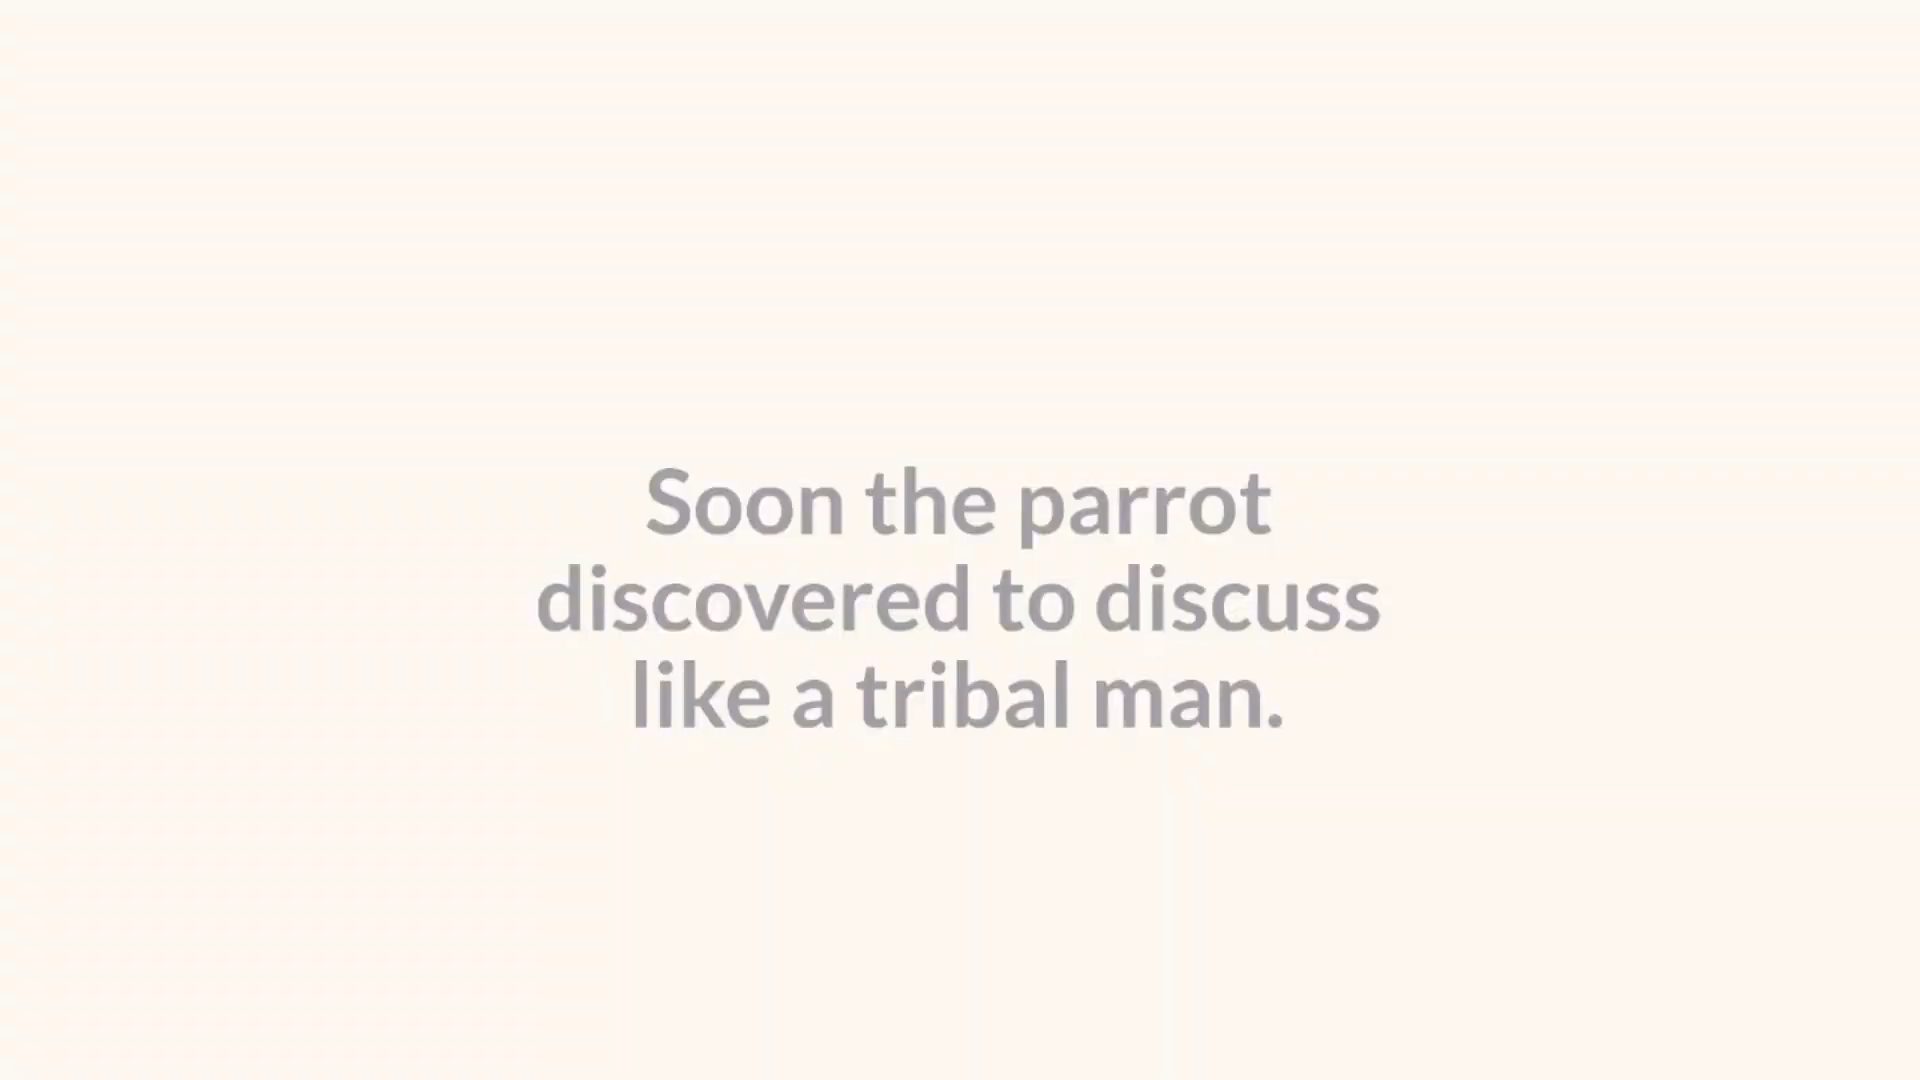 Soon the parrot
discovered to discuss
like a tribal man.